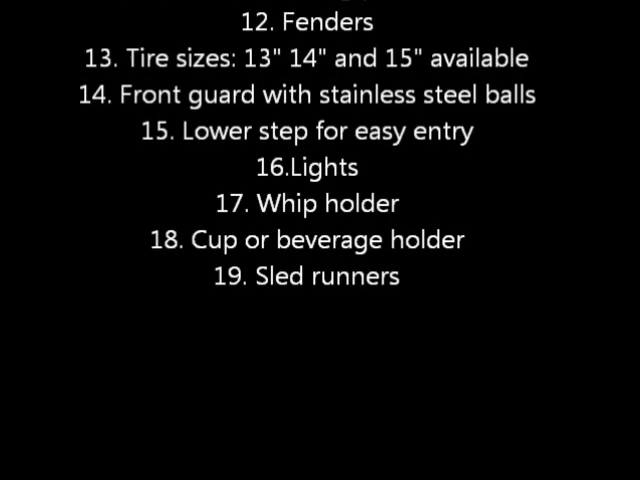 12. Fenders
13. Tire sizes: 13" 14" and 15" available
14. Front guard with stainless steel balls
15. Lower step for easy entry
16.Lights
17. Whip holder
18. Cup or beverage holder
19. Sled runners